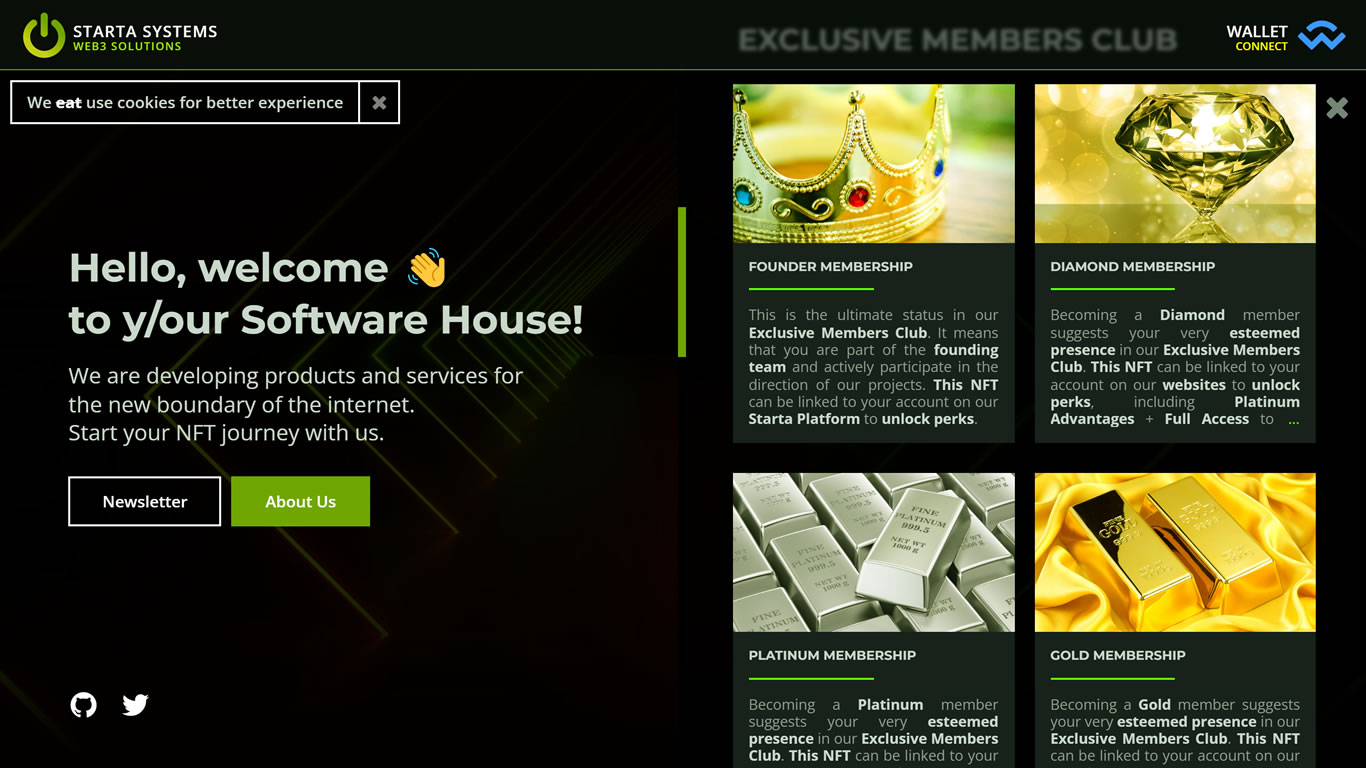 STARTA SYSTEMS
WEB3 SOLUTIONS
EXCLUSIVE MEMBERS CLUB
WALLET
CONNECT
We eat use cookies for better experience
Hello, welcome 👋
to y/our Software House!
We are developing products and services for
the new boundary of the internet.
Start your NFT journey with us.
Newsletter
About Us
FOUNDER MEMBERSHIP
This is the ultimate status in our
Exclusive Members Club. It means
that you are part of the founding
team and actively participate in the
direction of our projects. This NFT
can be linked to your account on our
Starta Platform to unlock perks.
DIAMOND MEMBERSHIP
Becoming a Diamond member
suggests your very esteemed
presence in our Exclusive Members
Club. This NFT can be linked to your
account on our websites to unlock
perks, including Platinum
Advantages + Full Access to ...
FINE
PLATINUM
999.5
NET WT
1000 g
FINE
PLATINUM
999.5
NET WT
1000 g
PLATINUM MEMBERSHIP
Becoming a Platinum member
suggests your very esteemed
presence in our Exclusive Members
Club. This NFT can be linked to your
FINE
GOLD
GOLD MEMBERSHIP
Becoming a Gold member suggests
your very esteemed presence in our
Exclusive Members Club. This NFT
can be linked to your account on our